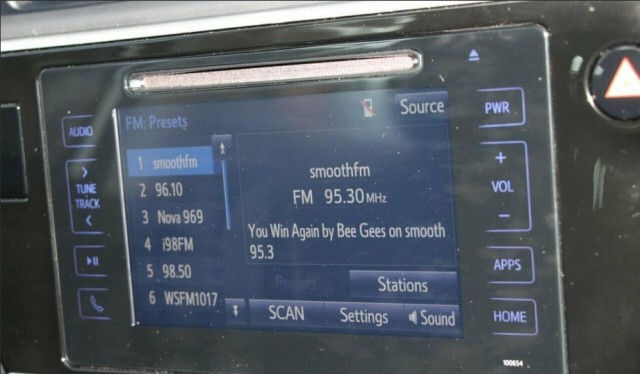 AUDIO
TUNE
TRACK
FM: Presets
Source
1 smoothfm
2 96.10
3 Nova 969
4 i98FM
5 98.50
6 WSFM1017
smoothfm
FM 95.30 MHz
You Win Again by Bee Gees on smooth
95.3
Presets
Stations
SCAN
Settings
Sound
PWR
+
VOL
-
APPS
HOME
100654